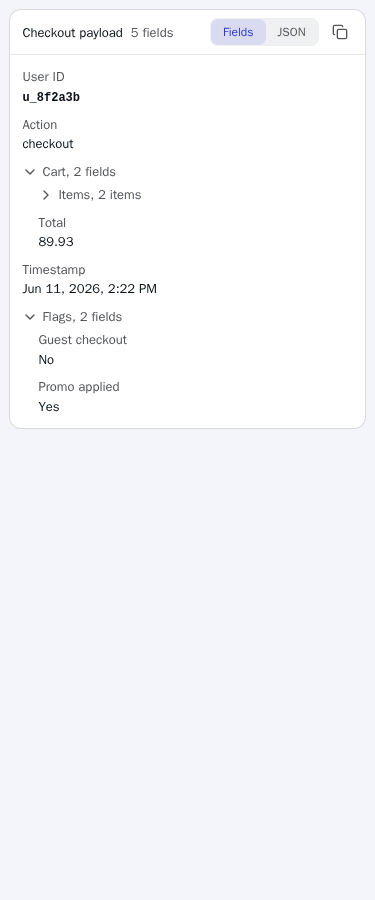 Checkout payload 5 fields Fields JSON
User ID
u_8f2a3b
Action
checkout
Cart, 2 fields
Items, 2 items
Total
89.93
Timestamp
Jun 11, 2026, 2:22 PM
Flags, 2 fields
Guest checkout
No
Promo applied
Yes